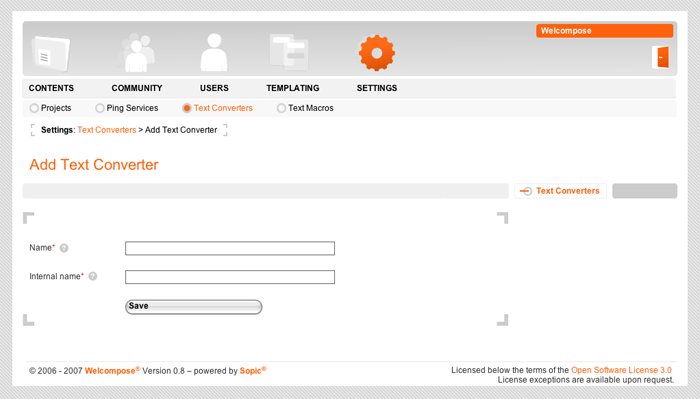 Welcompose
CONTENTS COMMUNITY USERS TEMPLATING SETTINGS
Projects Ping Services Text Converters Text Macros
Settings: Text Converters > Add Text Converter
Add Text Converter
Text Converters
Name* ?
Internal name* ?
Save
© 2006 - 2007 Welcompose® Version 0.8 – powered by Sopic®
Licensed below the terms of the Open Software License 3.0
License exceptions are available upon request.